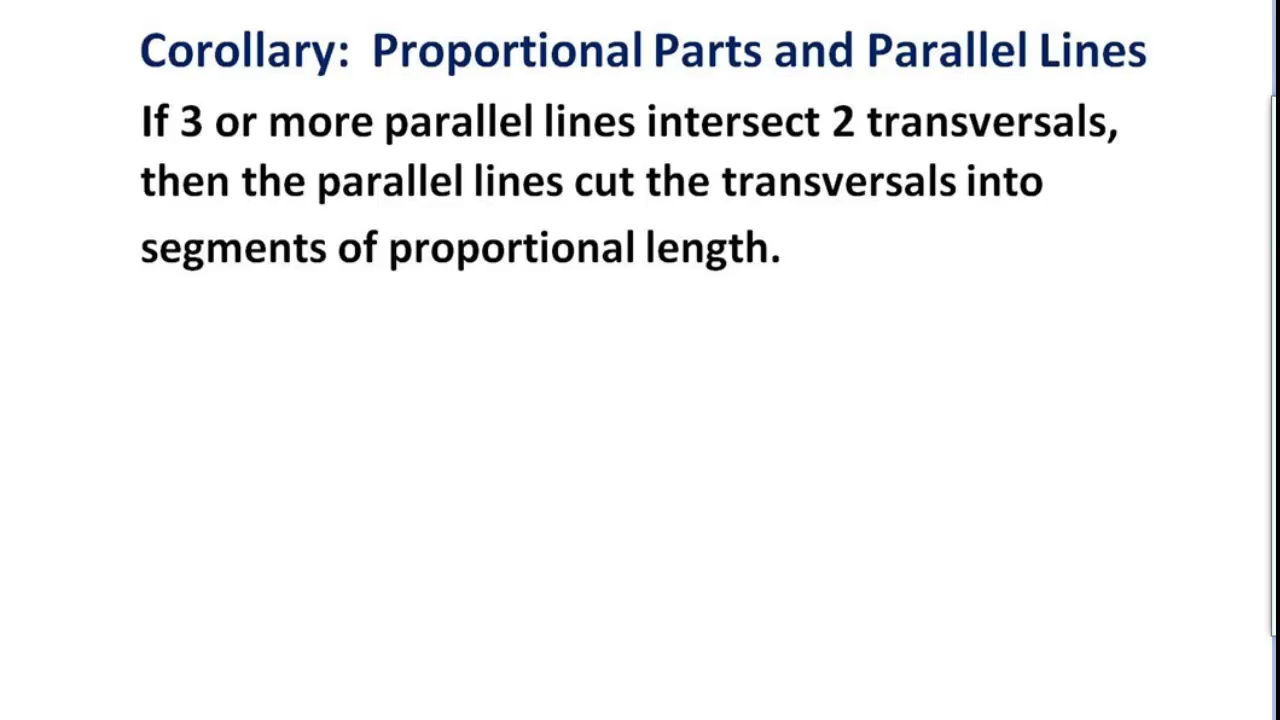 Corollary:  Proportional Parts and Parallel Lines
If 3 or more parallel lines intersect 2 transversals,
then the parallel lines cut the transversals into
segments of proportional length.